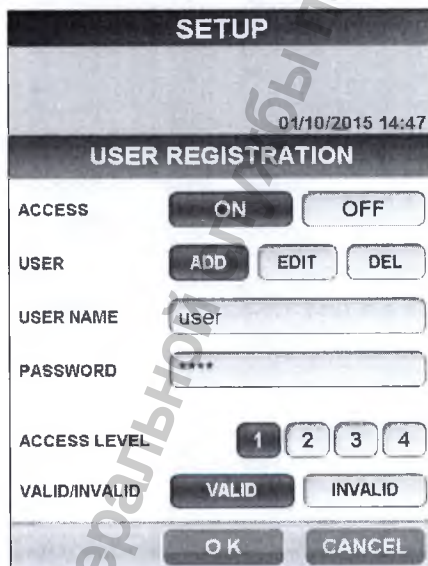 SETUP
01/10/2015 14:47
USER REGISTRATION
ACCESS ON OFF
USER ADD EDIT DEL
USER NAME user
PASSWORD ****
ACCESS LEVEL 1 2 3 4
VALID/INVALID VALID INVALID
OK CANCEL